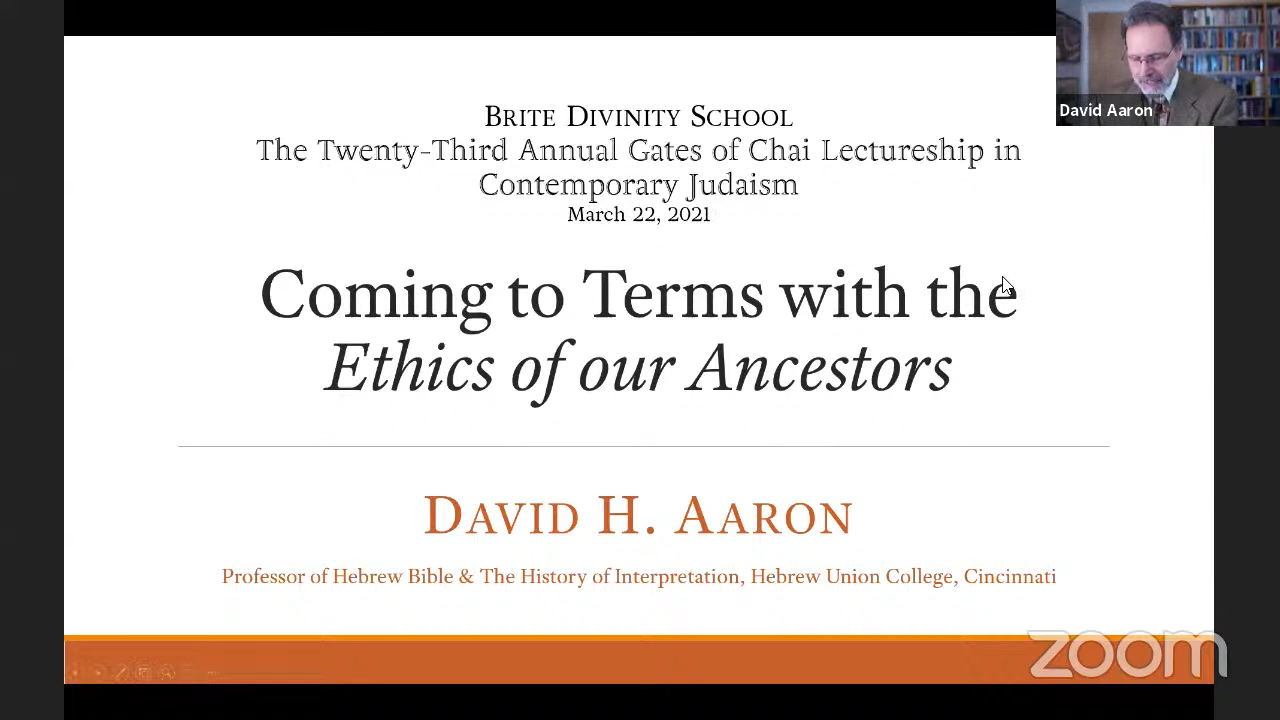 BRITE DIVINITY SCHOOL
The Twenty-Third Annual Gates of Chai Lectureship in
Contemporary Judaism
March 22, 2021
Coming to Terms with the
Ethics of our Ancestors
DAVID H. AARON
Professor of Hebrew Bible & The History of Interpretation, Hebrew Union College, Cincinnati
David Aaron
zoom